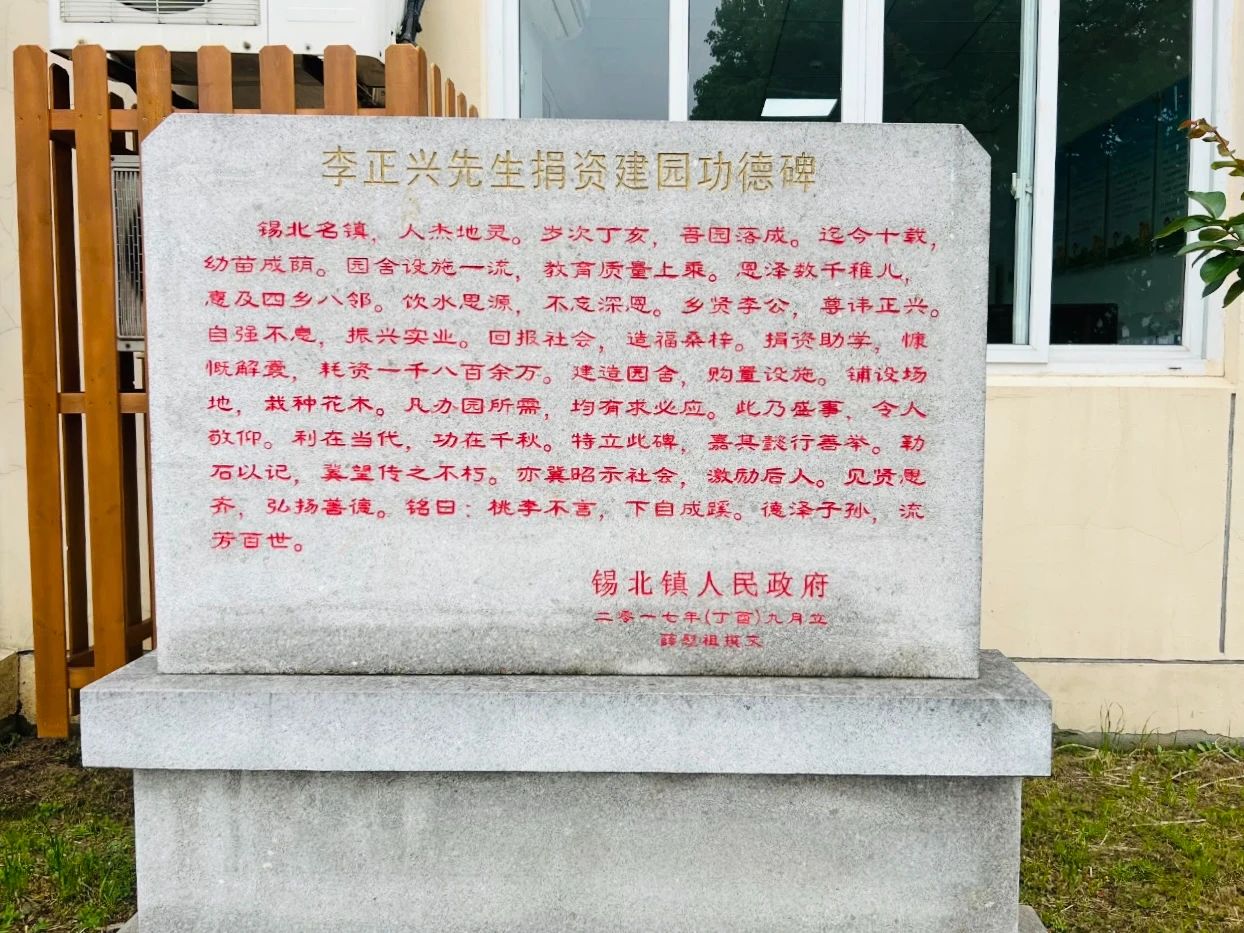 李正兴先生捐资建园功德碑
锡北名镇，人杰地灵。岁次丁亥，吾园落成。迄今十载，
幼苗成荫。园舍设施一流，教育质量上乘。恩泽数千稚儿，
惠及四乡八邻。饮水思源，不忘深恩。乡贤李公，尊讳正兴。
自强不息，振兴实业。回报社会，造福桑梓。捐资助学，慷
慨解囊，耗资一千八百余万。建造园舍，购置设施。铺设场
地，栽种花木。凡办园所需，均有求必应。此乃盛事，令人
敬仰。利在当代，功在千秋。特立此碑，嘉其懿行善举。勒
石以记，冀望传之不朽。亦冀昭示社会，激励后人。见贤思
齐，弘扬善德。铭曰：桃李不言，下自成蹊。德泽子孙，流
芳百世。
锡北镇人民政府
二零一七年(丁酉)九月立
薛慰祖撰文